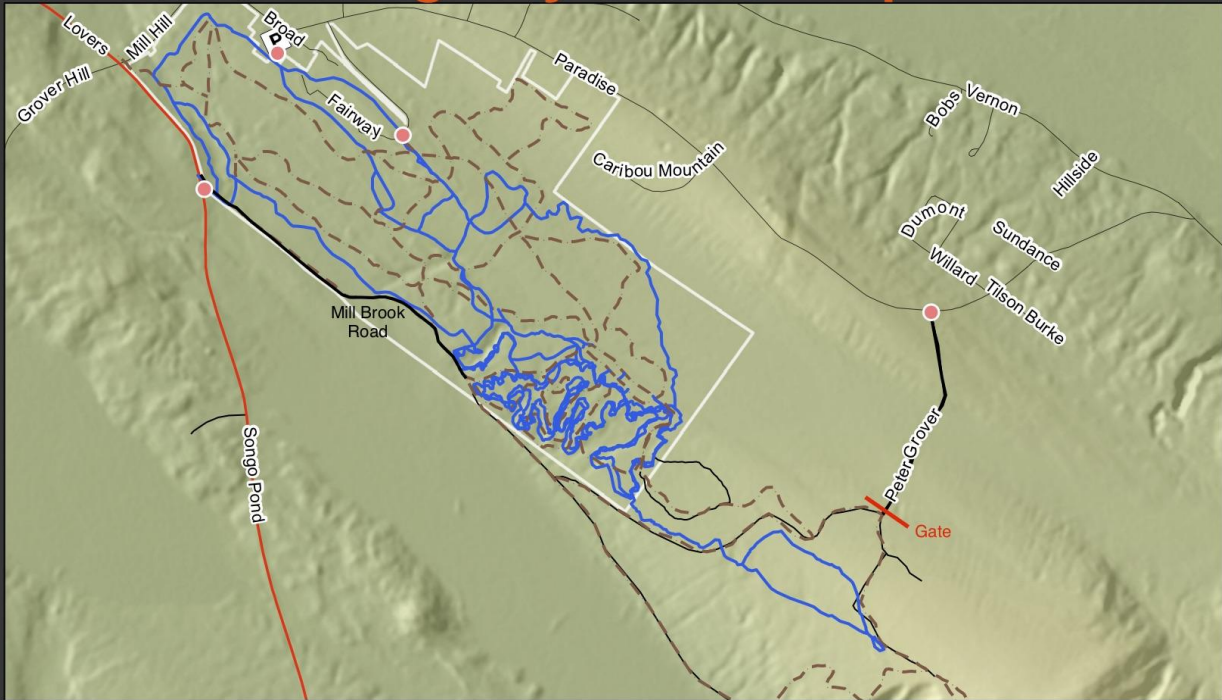 Lovers
Mill Hill
Broad
Grover Hill
Fairway
Paradise
Caribou Mountain
Bobs
Vernon
Hillside
Dumont
Sundance
Willard
Tilson Burke
Mill Brook
Road
Songo Pond
Peter Grover
Gate